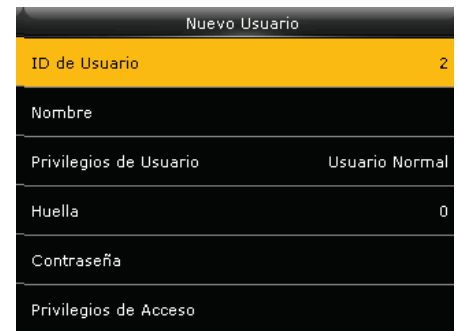 Nuevo Usuario
ID de Usuario 2
Nombre
Privilegios de Usuario Usuario Normal
Huella 0
Contraseña
Privilegios de Acceso